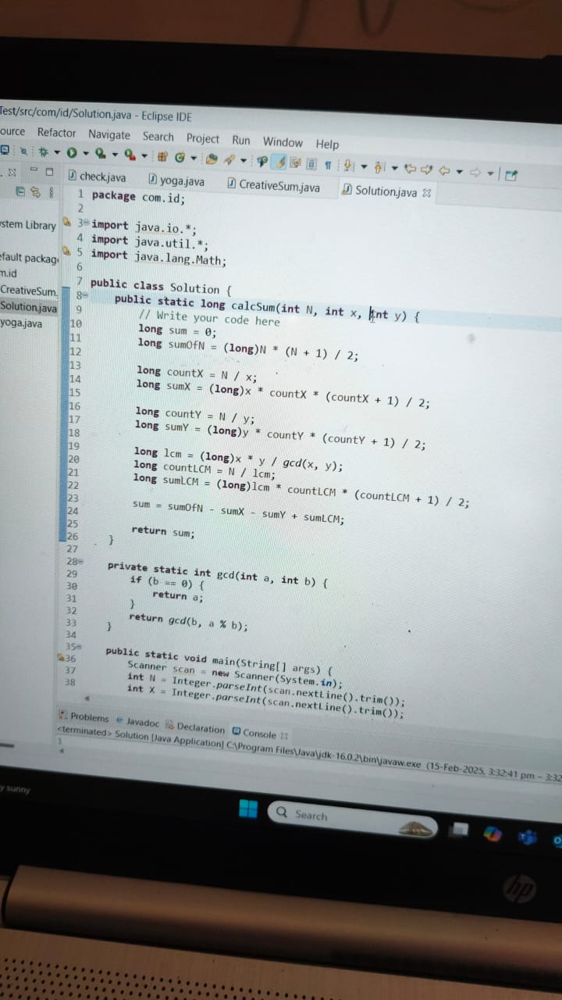 Test/src/com/id/Solution.java - Eclipse IDE
ource Refactor Navigate Search Project Run Window Help
check.java yoga.java CreativeSum.java Solution.java
ystem Library
efault packag
m.id
CreativeSum.
Solution.java
yoga.java
1 package com.id;
2
3 import java.io.*;
4 import java.util.*;
5 import java.lang.Math;
6
7 public class Solution {
8 public static long calcSum(int N, int x, int y) {
9 // Write your code here
10 long sum = 0;
11 long sumOfN = (long)N * (N + 1) / 2;
12
13 long countX = N / x;
14 long sumX = (long)x * countX * (countX + 1) / 2;
15
16 long countY = N / y;
17 long sumY = (long)y * countY * (countY + 1) / 2;
18
19 long lcm = (long)x * y / gcd(x, y);
20 long countLCM = N / lcm;
21 long sumLCM = (long)lcm * countLCM * (countLCM + 1) / 2;
22
23 sum = sumOfN - sumX - sumY + sumLCM;
24
25 return sum;
26 }
27
28 private static int gcd(int a, int b) {
29 if (b == 0) {
30 return a;
31 }
32 return gcd(b, a % b);
33 }
34
35 public static void main(String[] args) {
36 Scanner scan = new Scanner(System.in);
37 int N = Integer.parseInt(scan.nextLine().trim());
38 int X = Integer.parseInt(scan.nextLine().trim());
Problems Javadoc Declaration Console
<terminated> Solution [Java Application] C:\Program Files\Java\jdk-16.0.2\bin\javaw.exe (15-Feb-2025, 3:32:41 pm – 3:32
1
y sunny
Search
hp